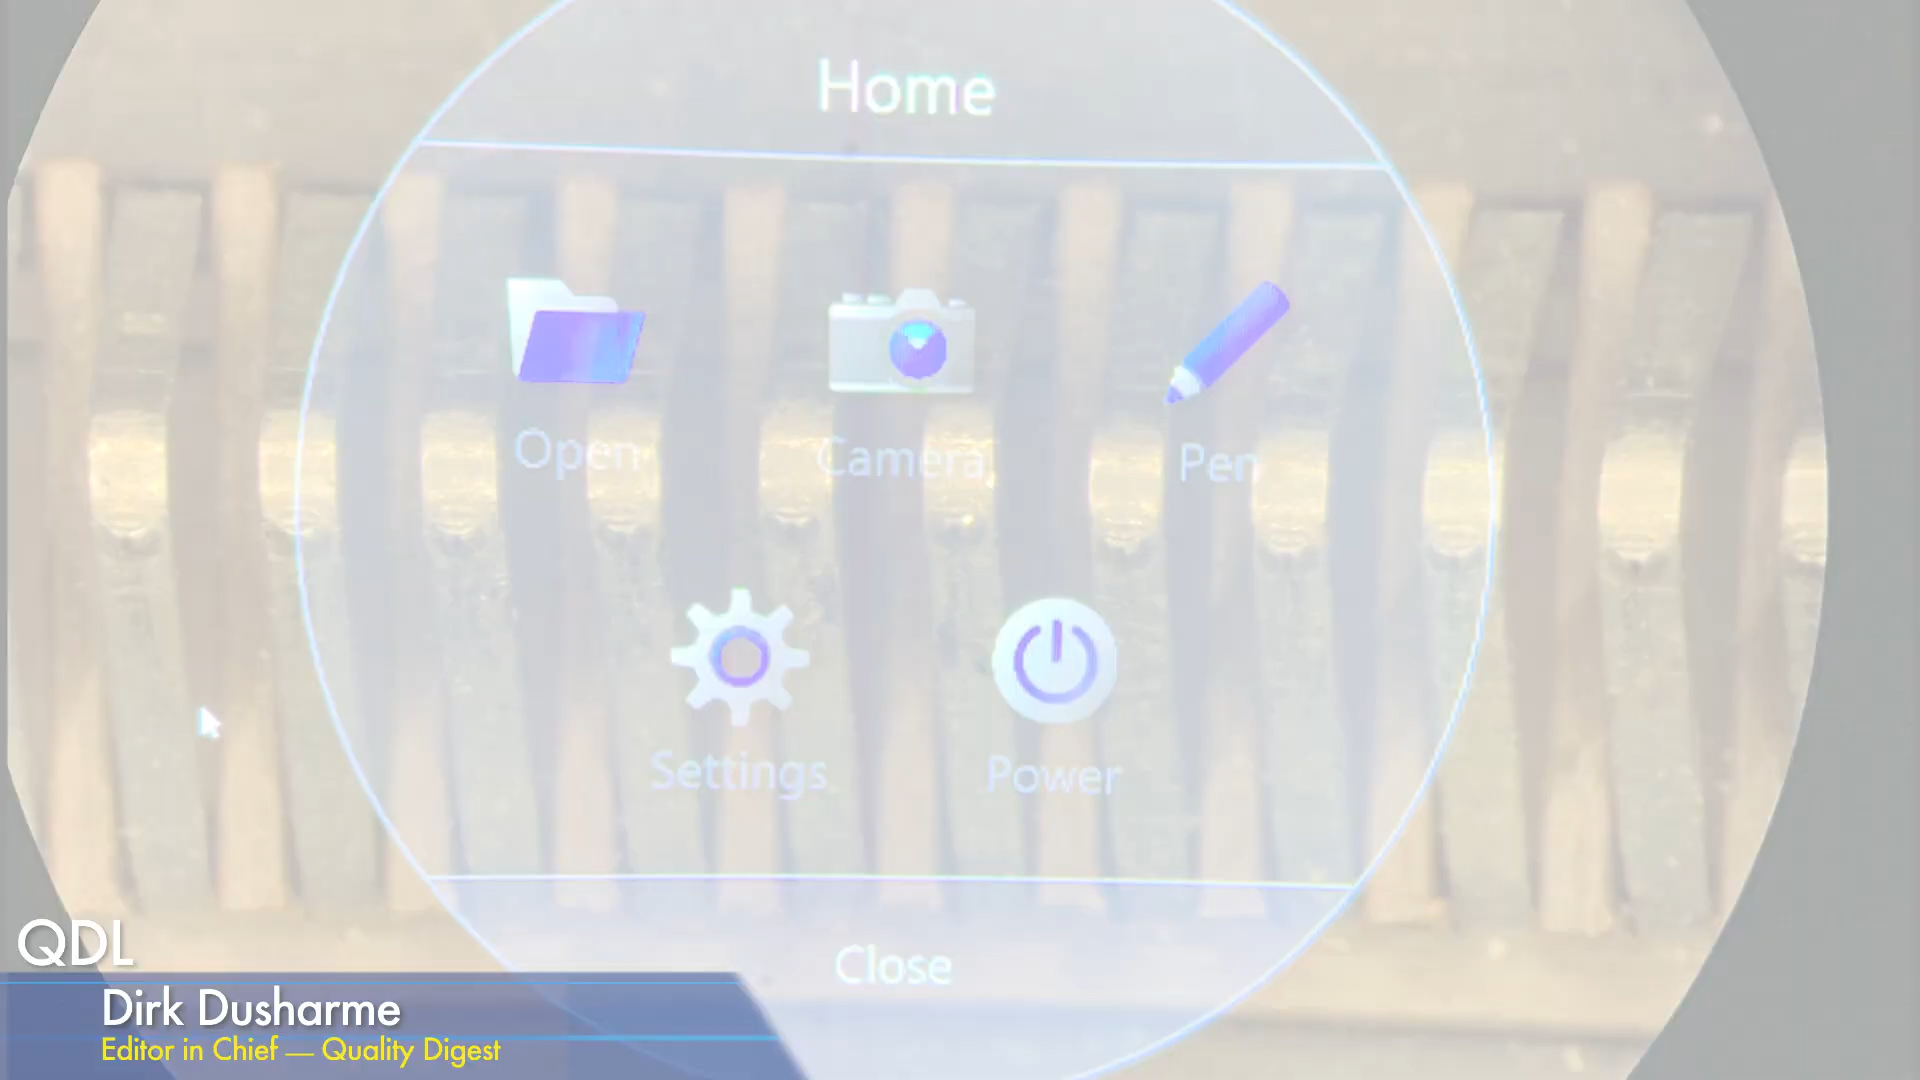 Home
Open Camera Pen
Settings Power
Close
QDL
Dirk Dusharme
Editor in Chief — Quality Digest